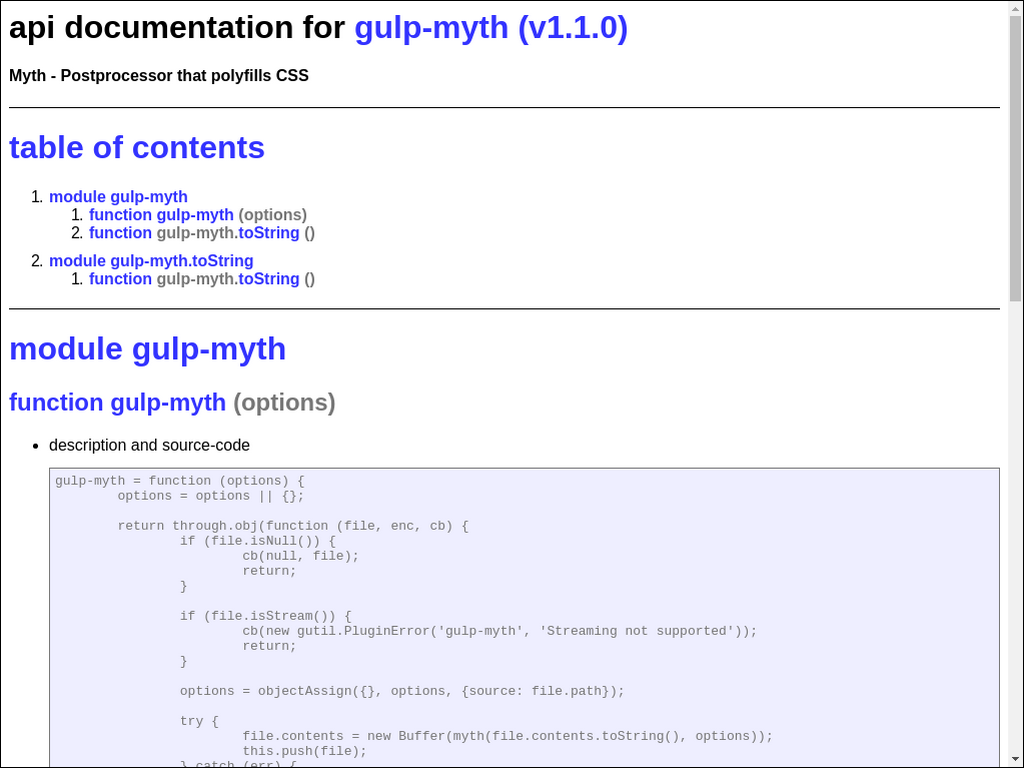 api documentation for gulp-myth (v1.1.0)
Myth - Postprocessor that polyfills CSS
table of contents
1. module gulp-myth
1. function gulp-myth (options)
2. function gulp-myth.toString ()
2. module gulp-myth.toString
1. function gulp-myth.toString ()
module gulp-myth
function gulp-myth (options)
• description and source-code
gulp-myth = function (options) {
options = options || {};
return through.obj(function (file, enc, cb) {
if (file.isNull()) {
cb(null, file);
return;
}
if (file.isStream()) {
cb(new gutil.PluginError('gulp-myth', 'Streaming not supported'));
return;
}
options = objectAssign({}, options, {source: file.path});
try {
file.contents = new Buffer(myth(file.contents.toString(), options));
this.push(file);
} catch (err) {